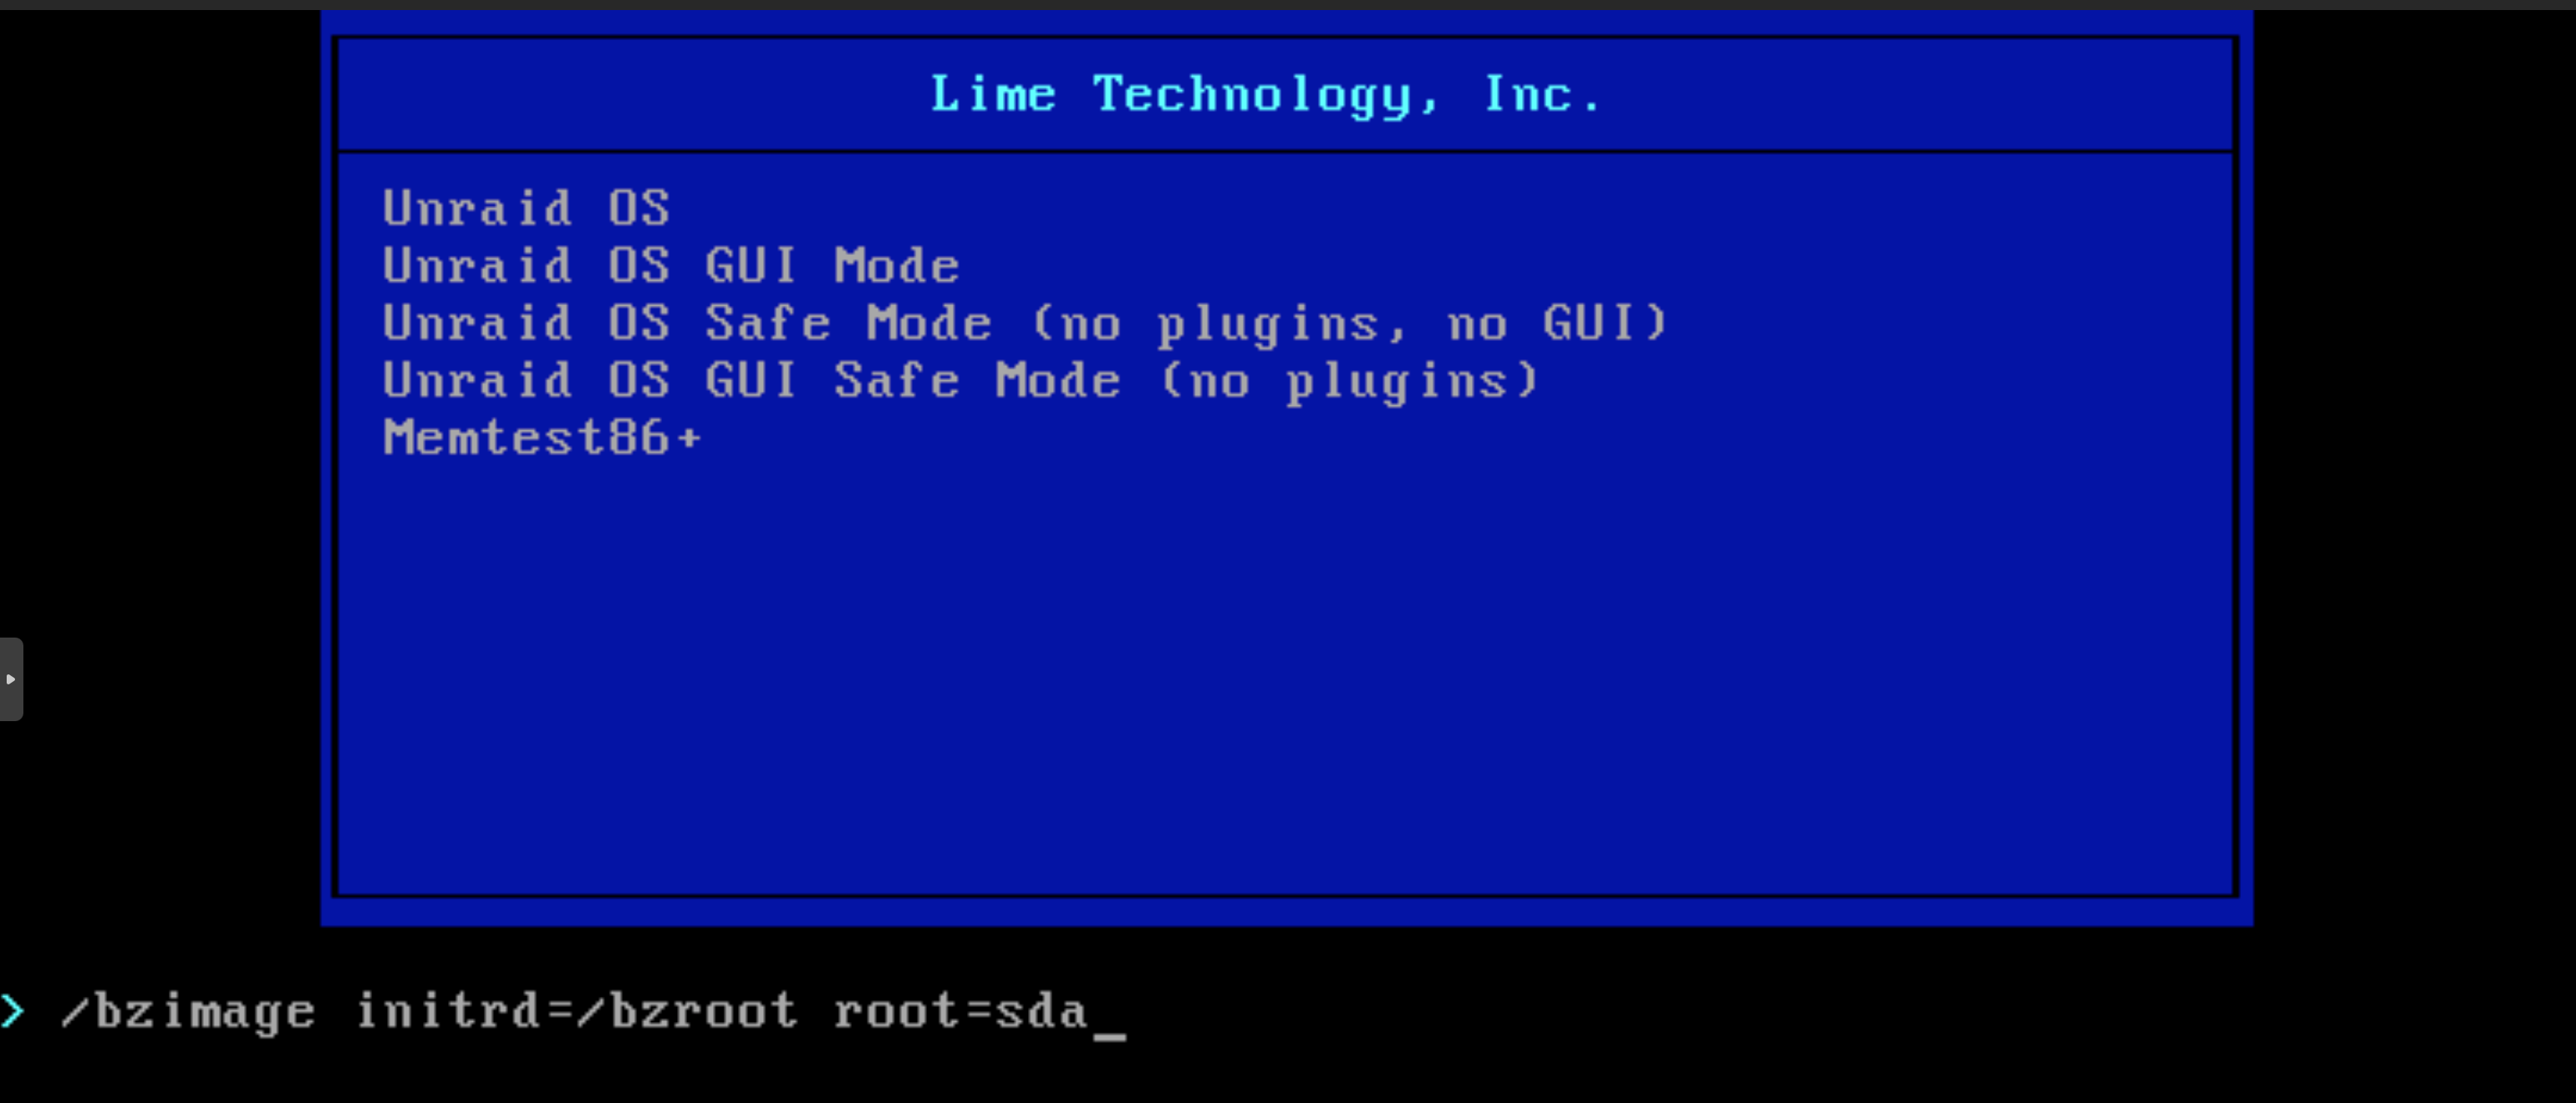 Lime Technology, Inc.
Unraid OS
Unraid OS GUI Mode
Unraid OS Safe Mode (no plugins, no GUI)
Unraid OS GUI Safe Mode (no plugins)
Memtest86+
> /bzimage initrd=/bzroot root=sda_